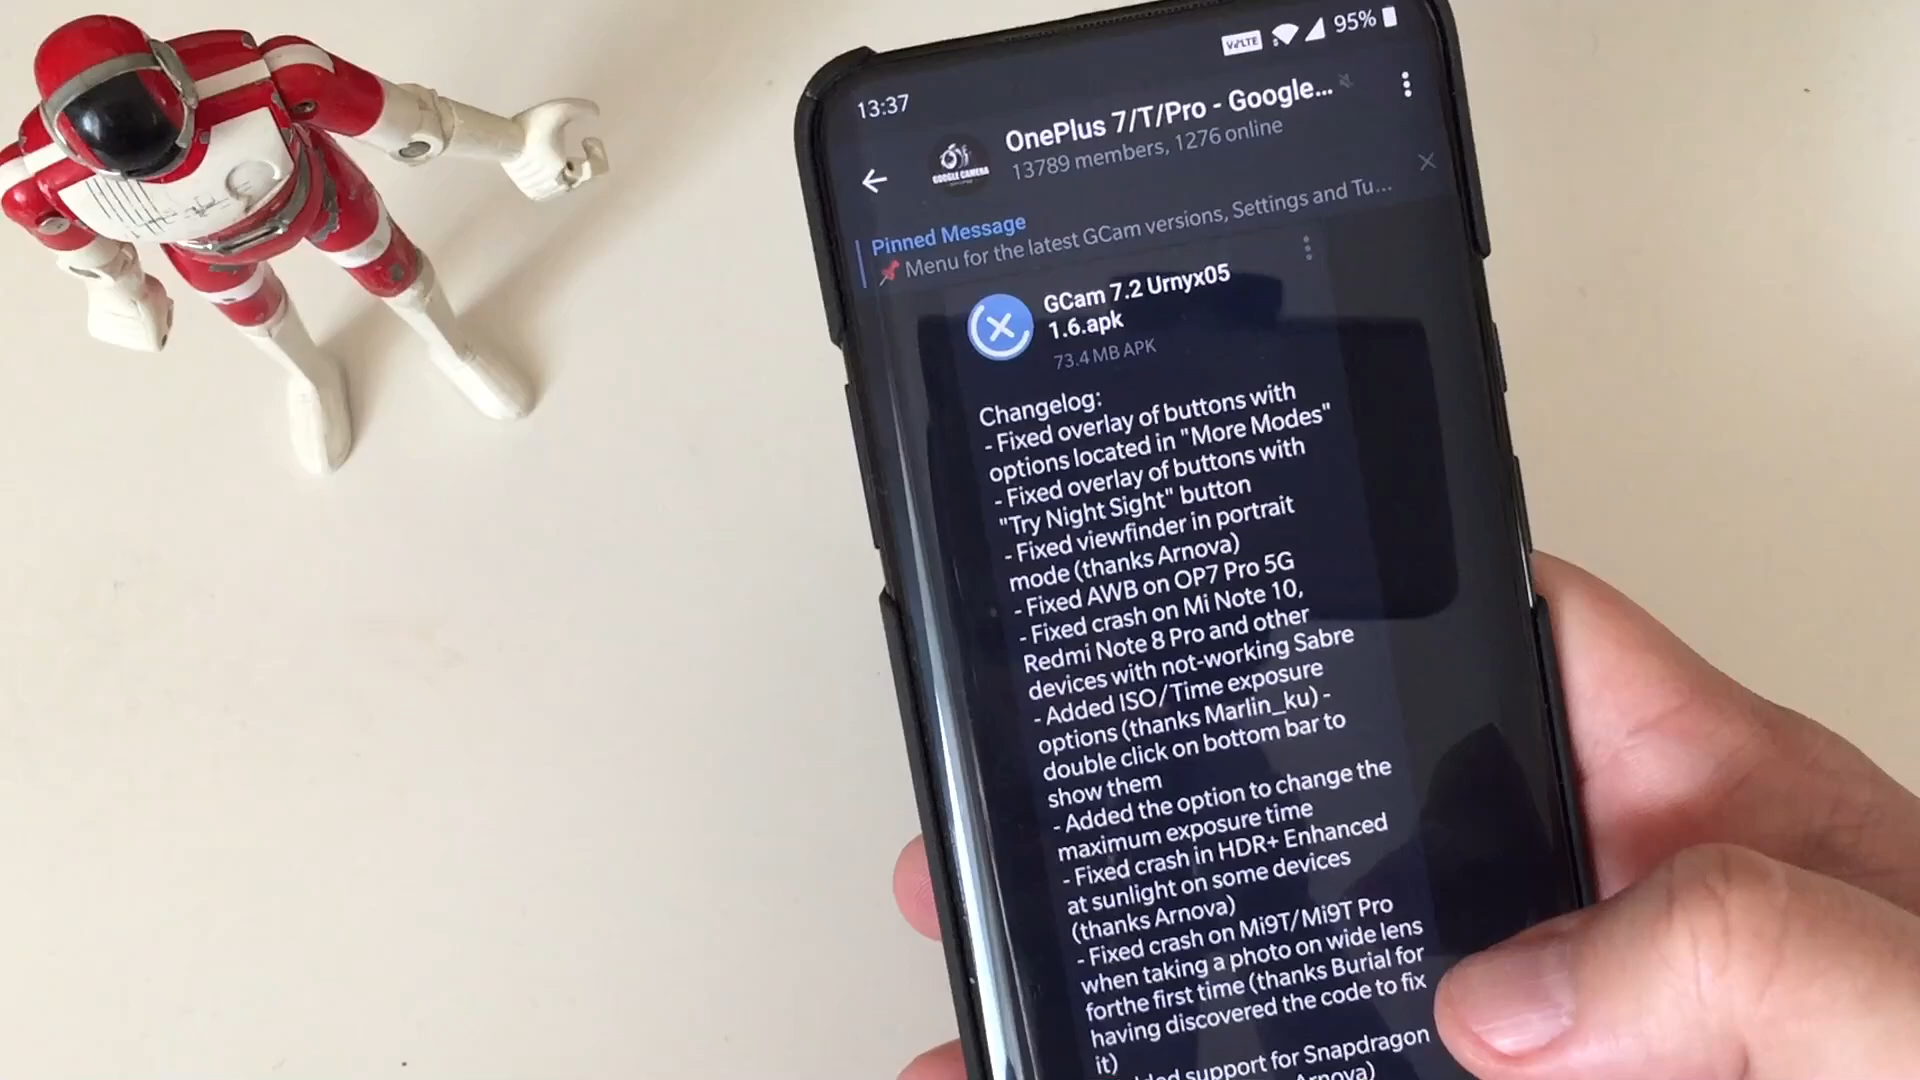 13:37
VoLTE
95%
OnePlus 7/T/Pro - Google...
13789 members, 1276 online
GOOGLE CAMERA
Pinned Message
Menu for the latest GCam versions, Settings and Tu...
GCam 7.2 Urnyx05
1.6.apk
73.4 MB APK
Changelog:
- Fixed overlay of buttons with
options located in "More Modes"
- Fixed overlay of buttons with
"Try Night Sight" button
- Fixed viewfinder in portrait
mode (thanks Arnova)
- Fixed AWB on OP7 Pro 5G
- Fixed crash on Mi Note 10,
Redmi Note 8 Pro and other
devices with not-working Sabre
- Added ISO/Time exposure
options (thanks Marlin_ku) -
double click on bottom bar to
show them
- Added the option to change the
maximum exposure time
- Fixed crash in HDR+ Enhanced
at sunlight on some devices
(thanks Arnova)
- Fixed crash on Mi9T/Mi9T Pro
when taking a photo on wide lens
forthe first time (thanks Burial for
having discovered the code to fix
it)
support for Snapdragon
Arnova)